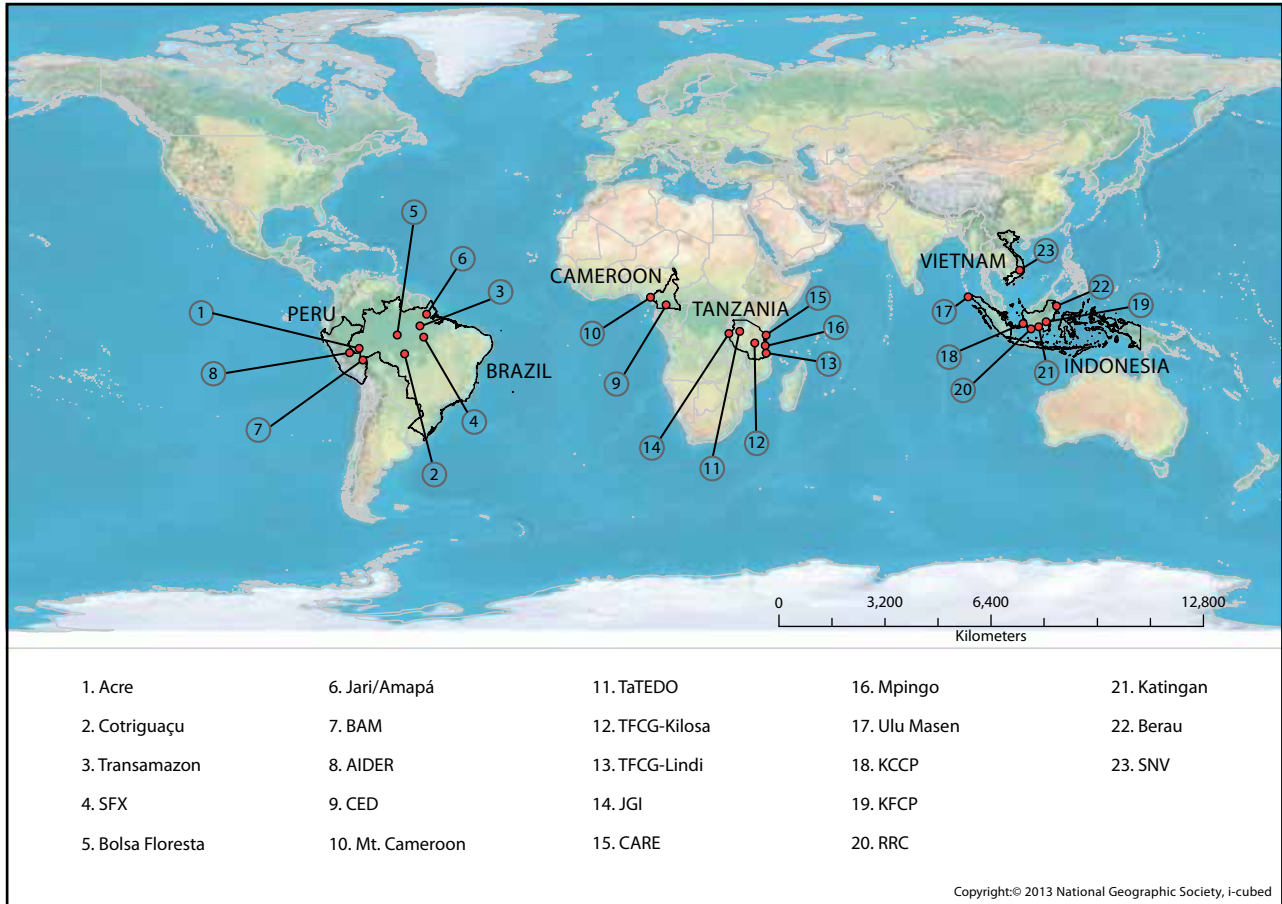 5
6
3
1
PERU
8
7
BRAZIL
4
2
CAMEROON
10
9
TANZANIA
15
16
13
14
11
12
VIETNAM
23
17
22
19
18
20
21
INDONESIA
0 3,200 6,400 12,800
Kilometers
1. Acre
2. Cotriguaçu
3. Transamazon
4. SFX
5. Bolsa Floresta
6. Jari/Amapá
7. BAM
8. AIDER
9. CED
10. Mt. Cameroon
11. TaTEDO
12. TFCG-Kilosa
13. TFCG-Lindi
14. JGI
15. CARE
16. Mpingo
17. Ulu Masen
18. KCCP
19. KFCP
20. RRC
21. Katingan
22. Berau
23. SNV
Copyright:© 2013 National Geographic Society, i-cubed